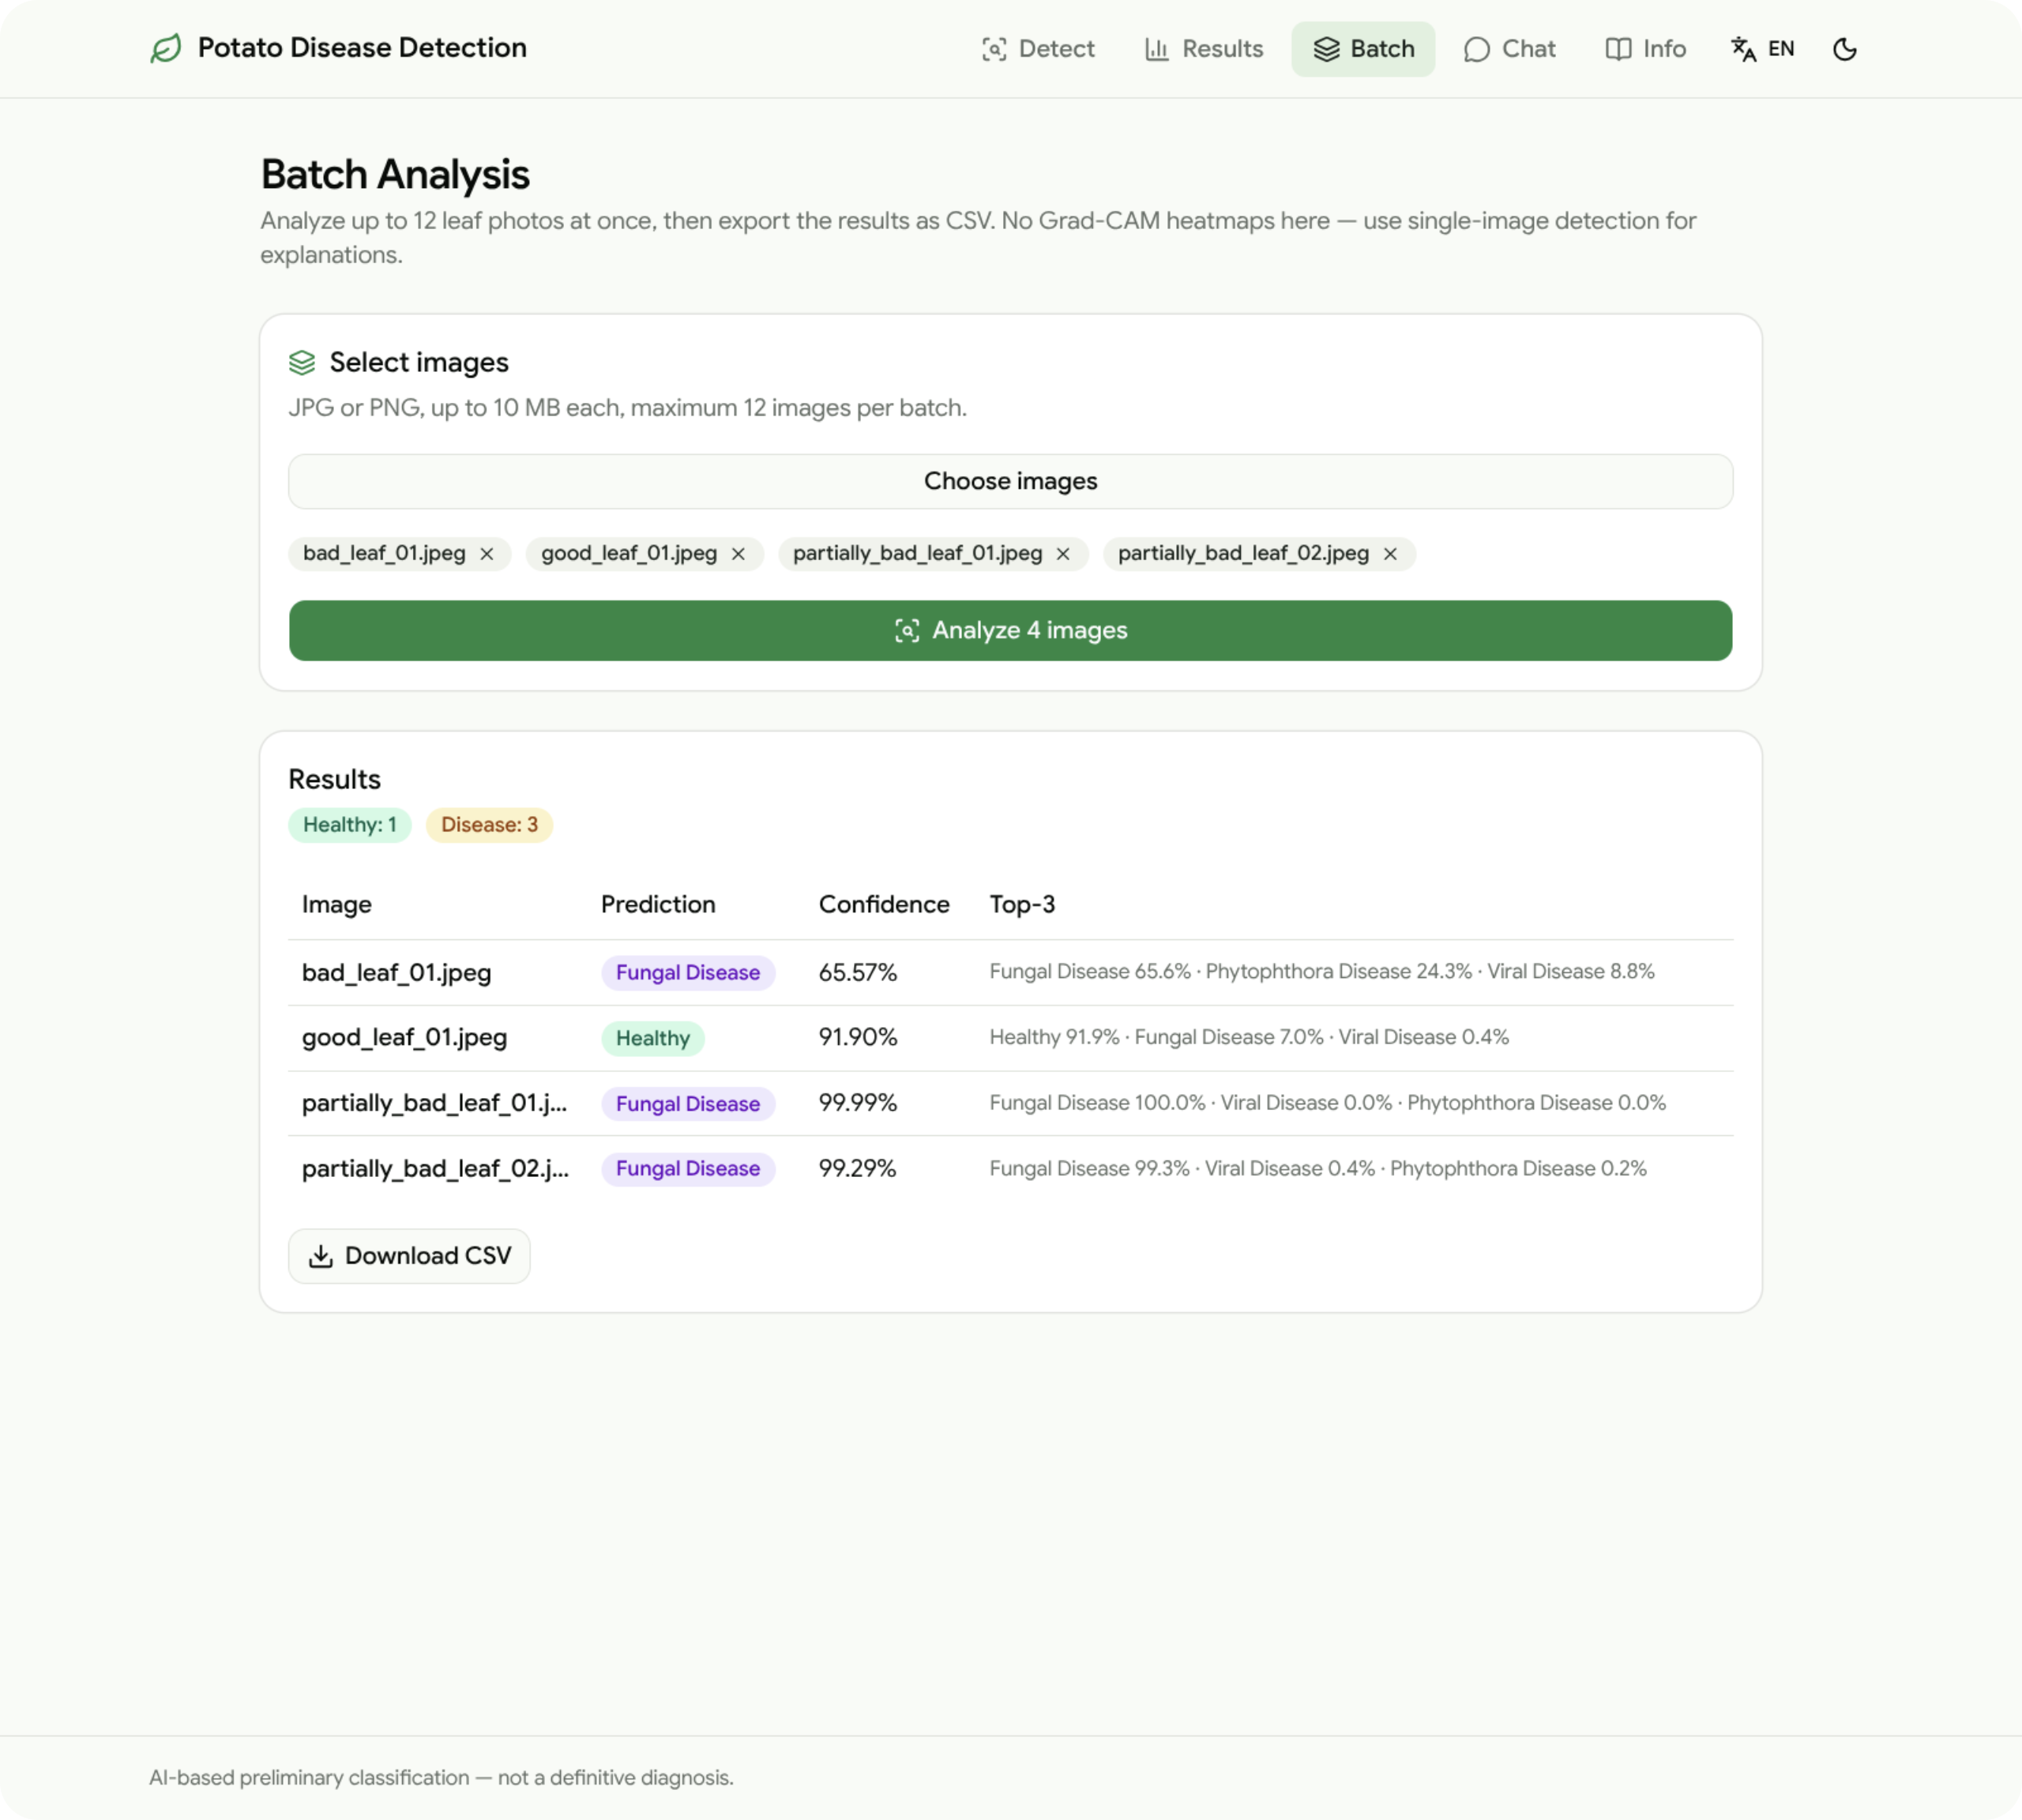 Potato Disease Detection
Detect
Results
Batch
Chat
Info
EN
Batch Analysis
Analyze up to 12 leaf photos at once, then export the results as CSV. No Grad-CAM heatmaps here — use single-image detection for
explanations.
Select images
JPG or PNG, up to 10 MB each, maximum 12 images per batch.
Choose images
bad_leaf_01.jpeg × good_leaf_01.jpeg × partially_bad_leaf_01.jpeg × partially_bad_leaf_02.jpeg ×
Analyze 4 images
Results
Healthy: 1 Disease: 3
Image Prediction Confidence Top-3
bad_leaf_01.jpeg Fungal Disease 65.57% Fungal Disease 65.6% · Phytophthora Disease 24.3% · Viral Disease 8.8%
good_leaf_01.jpeg Healthy 91.90% Healthy 91.9% · Fungal Disease 7.0% · Viral Disease 0.4%
partially_bad_leaf_01.j... Fungal Disease 99.99% Fungal Disease 100.0% · Viral Disease 0.0% · Phytophthora Disease 0.0%
partially_bad_leaf_02.j... Fungal Disease 99.29% Fungal Disease 99.3% · Viral Disease 0.4% · Phytophthora Disease 0.2%
Download CSV
AI-based preliminary classification — not a definitive diagnosis.